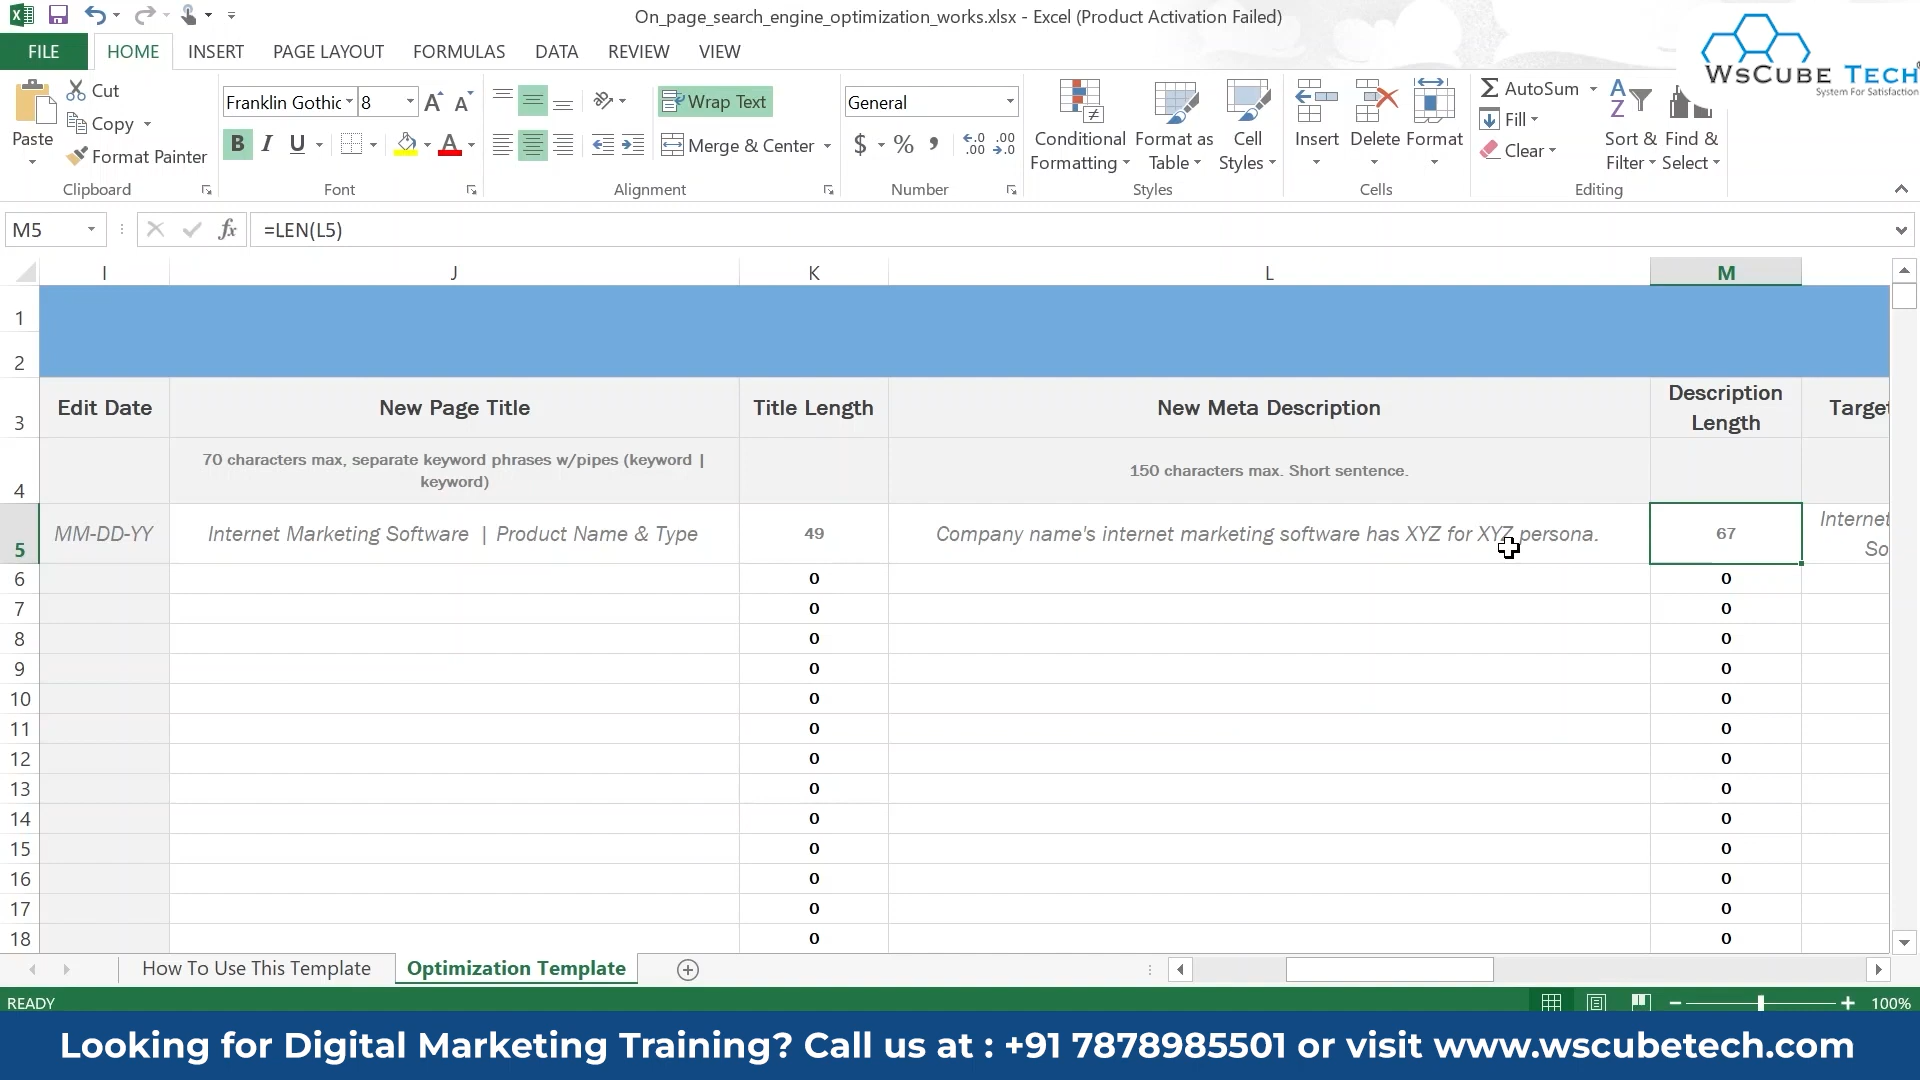 On_page_search_engine_optimization_works.xlsx - Excel (Product Activation Failed)
FILE HOME INSERT PAGE LAYOUT FORMULAS DATA REVIEW VIEW
WsCube Tech
System For Satisfaction
Paste
Cut
Copy
Format Painter
Clipboard
Franklin Gothic 8
B I U
Font
Wrap Text
Merge & Center
Alignment
General
$ %
Number
Conditional Formatting
Format as Table
Cell Styles
Styles
Insert Delete Format
Cells
AutoSum
Fill
Clear
Sort & Filter
Find & Select
Editing
M5 fx =LEN(L5)
I J K L M
1
2
3 Edit Date New Page Title Title Length New Meta Description Description Length Target
4 70 characters max, separate keyword phrases w/pipes (keyword | keyword) 150 characters max. Short sentence.
5 MM-DD-YY Internet Marketing Software | Product Name & Type 49 Company name's internet marketing software has XYZ for XYZ persona. 67 Internet So
6 0 0
7 0 0
8 0 0
9 0 0
10 0 0
11 0 0
12 0 0
13 0 0
14 0 0
15 0 0
16 0 0
17 0 0
18 0 0
How To Use This Template Optimization Template
READY 100%
Looking for Digital Marketing Training? Call us at : +91 7878985501 or visit www.wscubetech.com